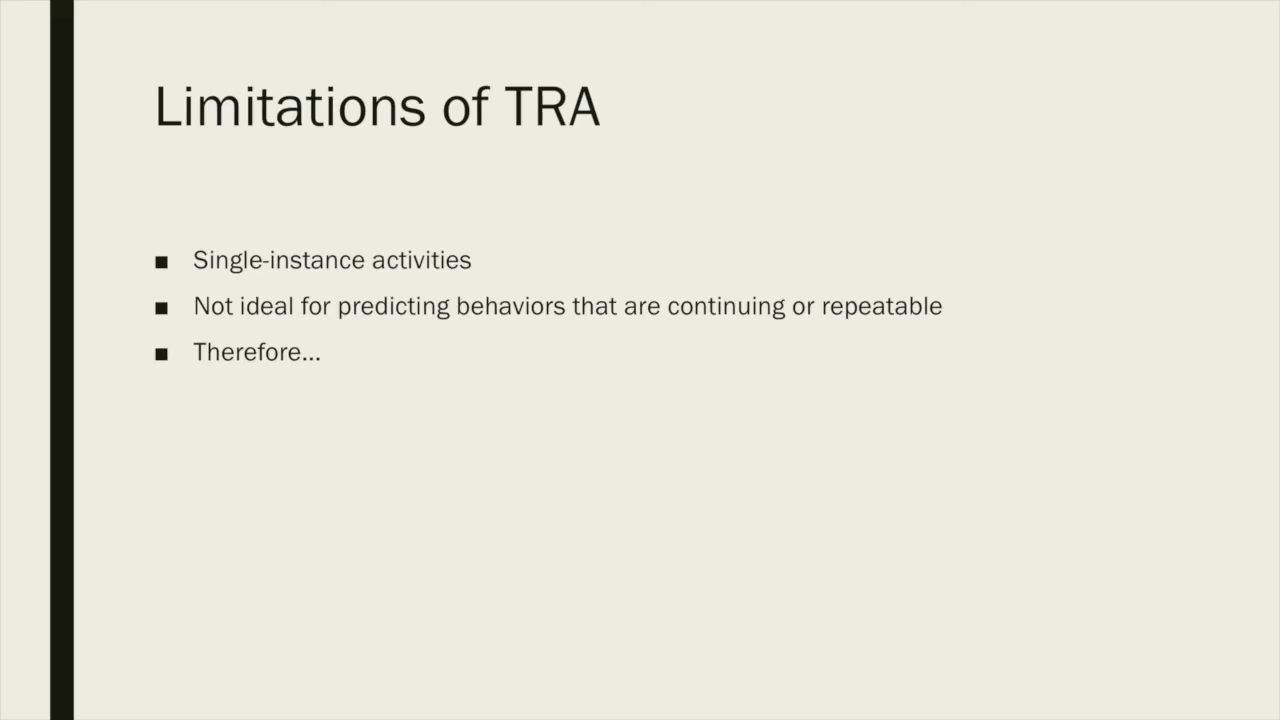 Limitations of TRA
■ Single-instance activities
■ Not ideal for predicting behaviors that are continuing or repeatable
■ Therefore...